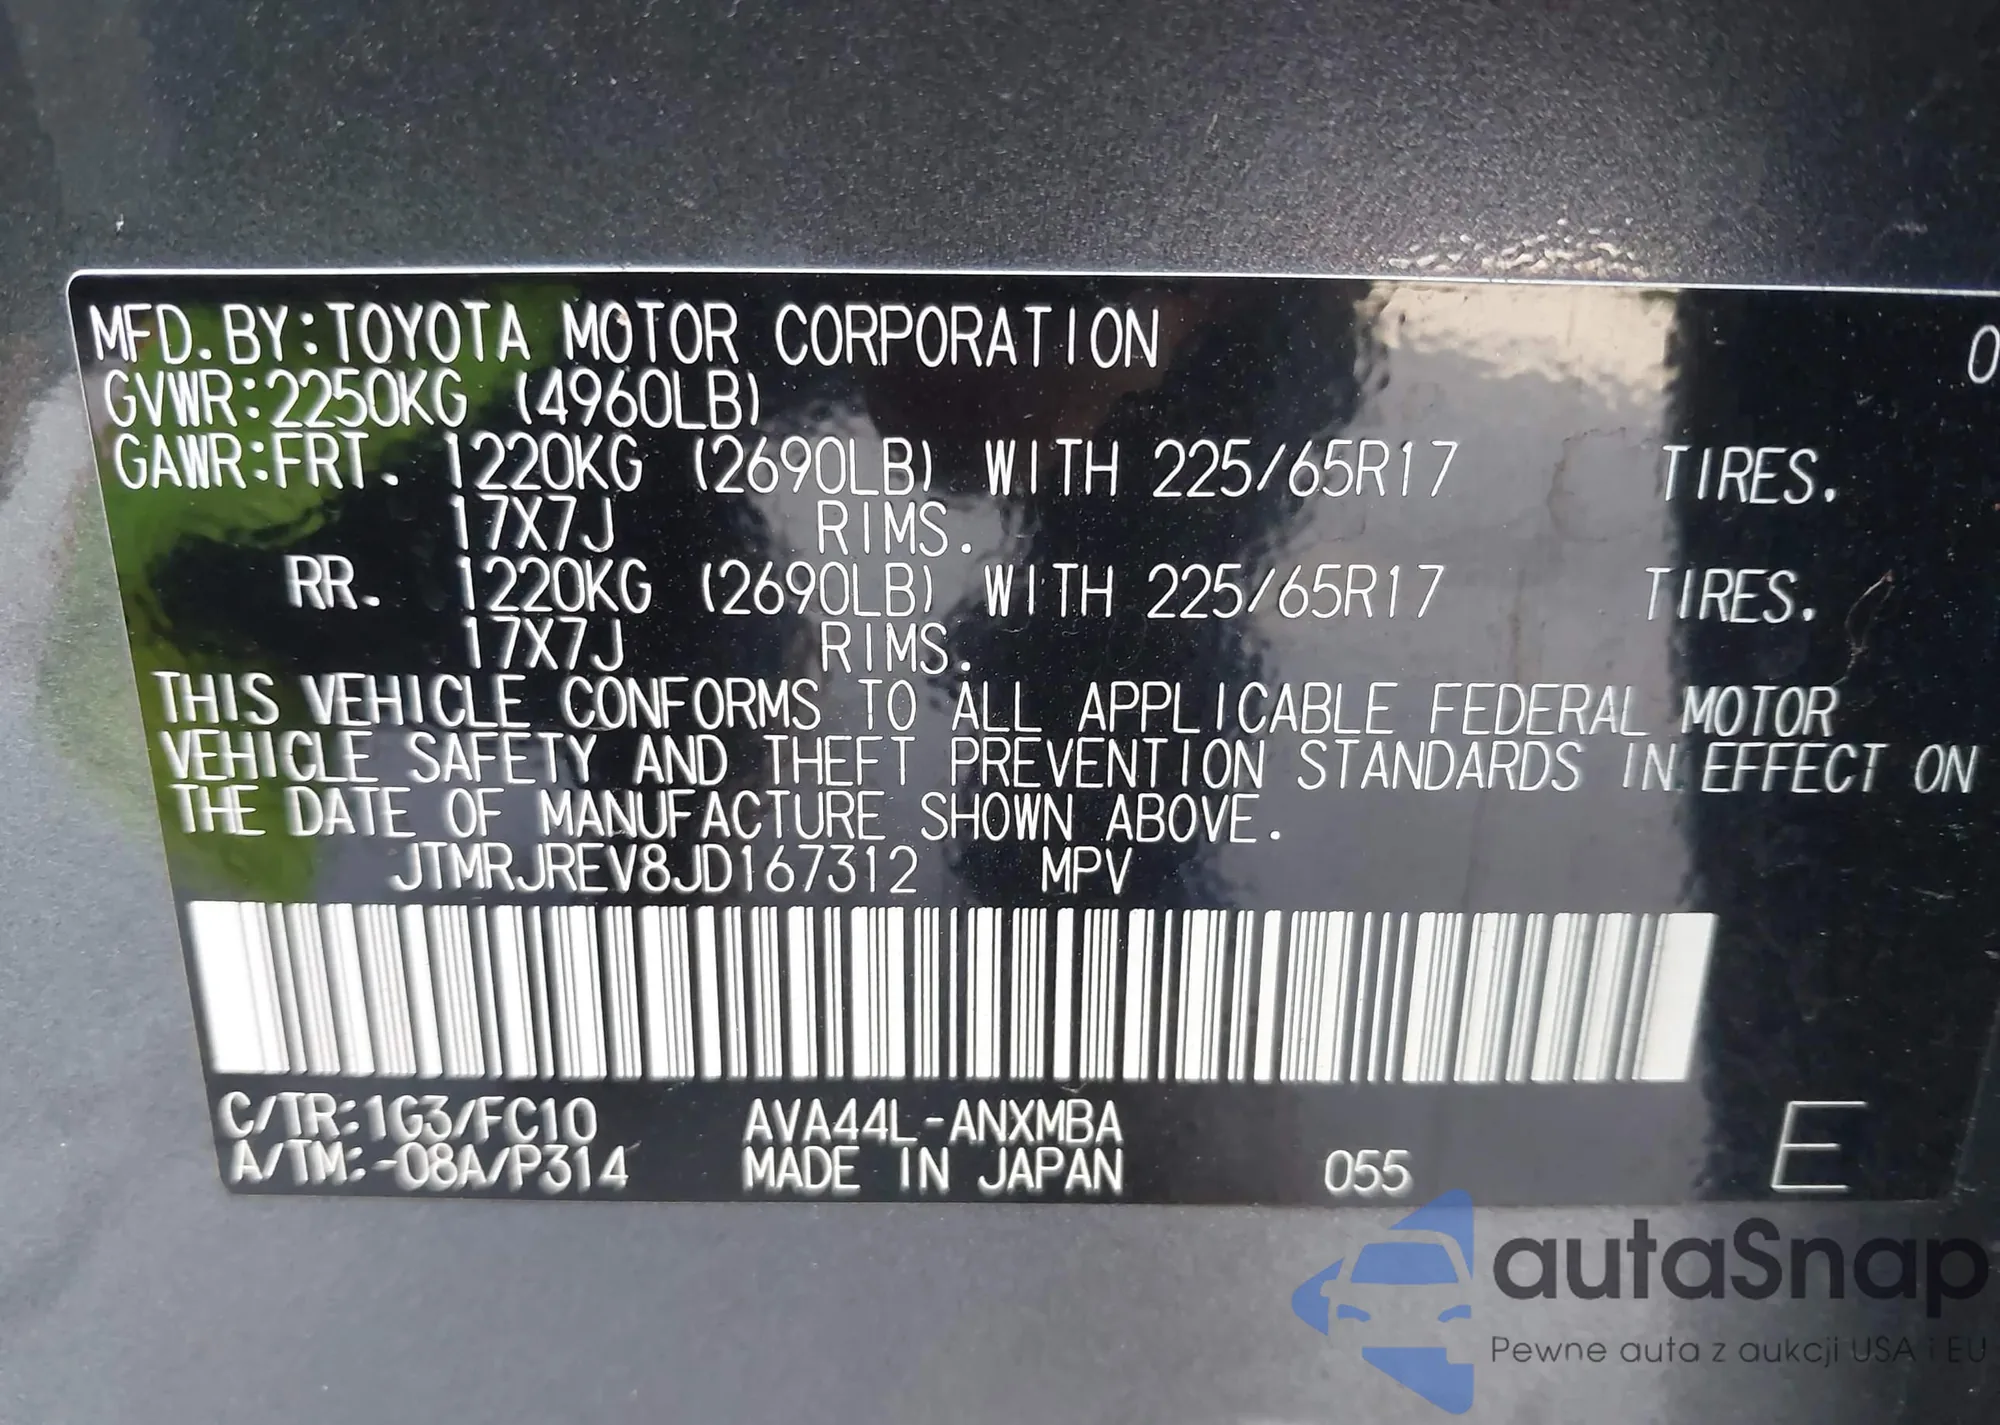 MFD. BY:TOYOTA MOTOR CORPORATION 0
GVWR:2250KG (4960LB)
GAWR:FRT. 1220KG (2690LB) WITH 225/65R17 TIRES.
17X7J RIMS.
RR. 1220KG (2690LB) WITH 225/65R17 TIRES.
17X7J RIMS.
THIS VEHICLE CONFORMS TO ALL APPLICABLE FEDERAL MOTOR
VEHICLE SAFETY AND THEFT PREVENTION STANDARDS IN EFFECT ON
THE DATE OF MANUFACTURE SHOWN ABOVE.
JTMRJREV8JD167312 MPV
C/TR:1G3/FC10 AVA44L-ANXMBA
A/TM:-08A/P314 MADE IN JAPAN 055 E
autaSnap
Pewne auta z aukcji USA i EU